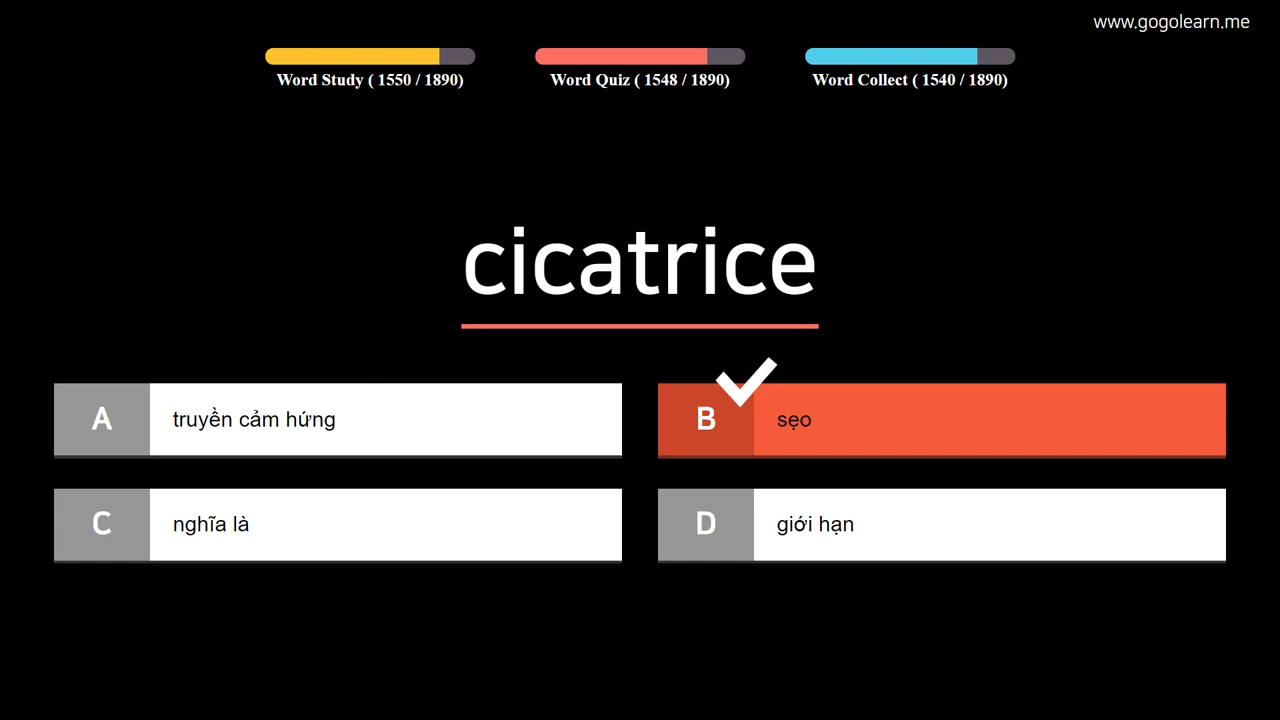 www.gogolearn.me
Word Study ( 1550 / 1890)
Word Quiz ( 1548 / 1890)
Word Collect ( 1540 / 1890)
cicatrice
A truyền cảm hứng
B sẹo
C nghĩa là
D giới hạn